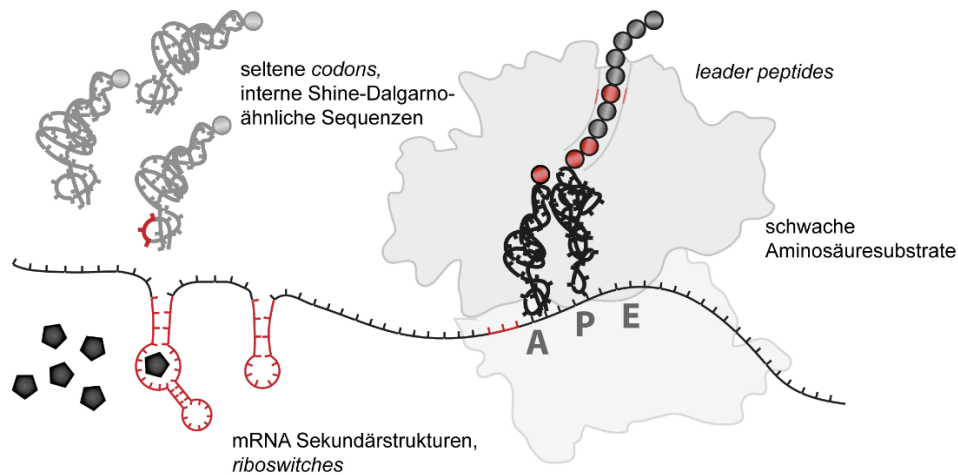 seltene codons,
interne Shine-Dalgarno-
ähnliche Sequenzen
leader peptides
schwache
Aminosäuresubstrate
A P E
mRNA Sekundärstrukturen,
riboswitches